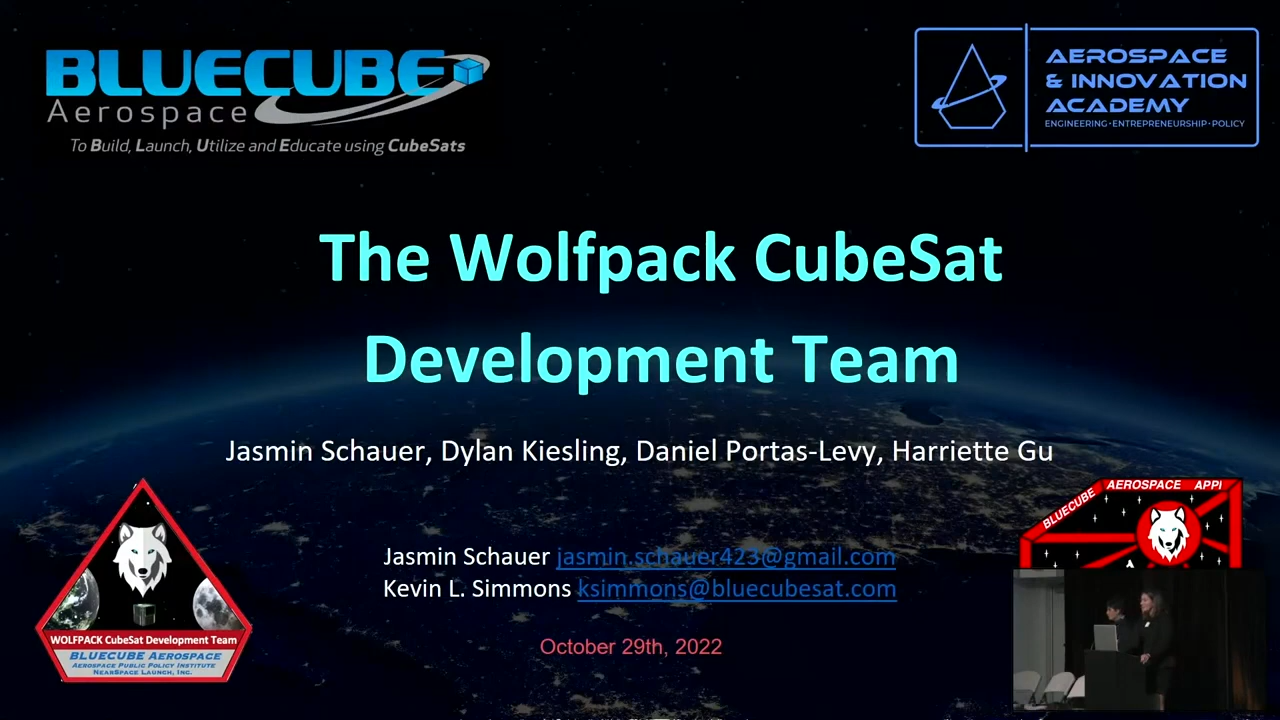 BLUECUBE
Aerospace
To Build, Launch, Utilize and Educate using CubeSats
AEROSPACE
& INNOVATION
ACADEMY
ENGINEERING•ENTREPRENEURSHIP•POLICY
The Wolfpack CubeSat
Development Team
Jasmin Schauer, Dylan Kiesling, Daniel Portas-Levy, Harriette Gu
BLUECUBE AEROSPACE APPI
Jasmin Schauer jasmin.schauer423@gmail.com
Kevin L. Simmons ksimmons@bluecubesat.com
October 29th, 2022
WOLFPACK CubeSat Development Team
BLUECUBE AEROSPACE
AEROSPACE PUBLIC POLICY INSTITUTE
NEARSPACE LAUNCH, INC.